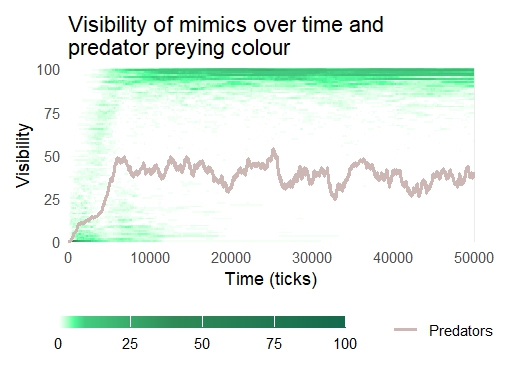 Visibility of mimics over time and
predator preying colour
100
75
50
25
0
Visibility
0 10000 20000 30000 40000 50000
Time (ticks)
0 25 50 75 100
Predators